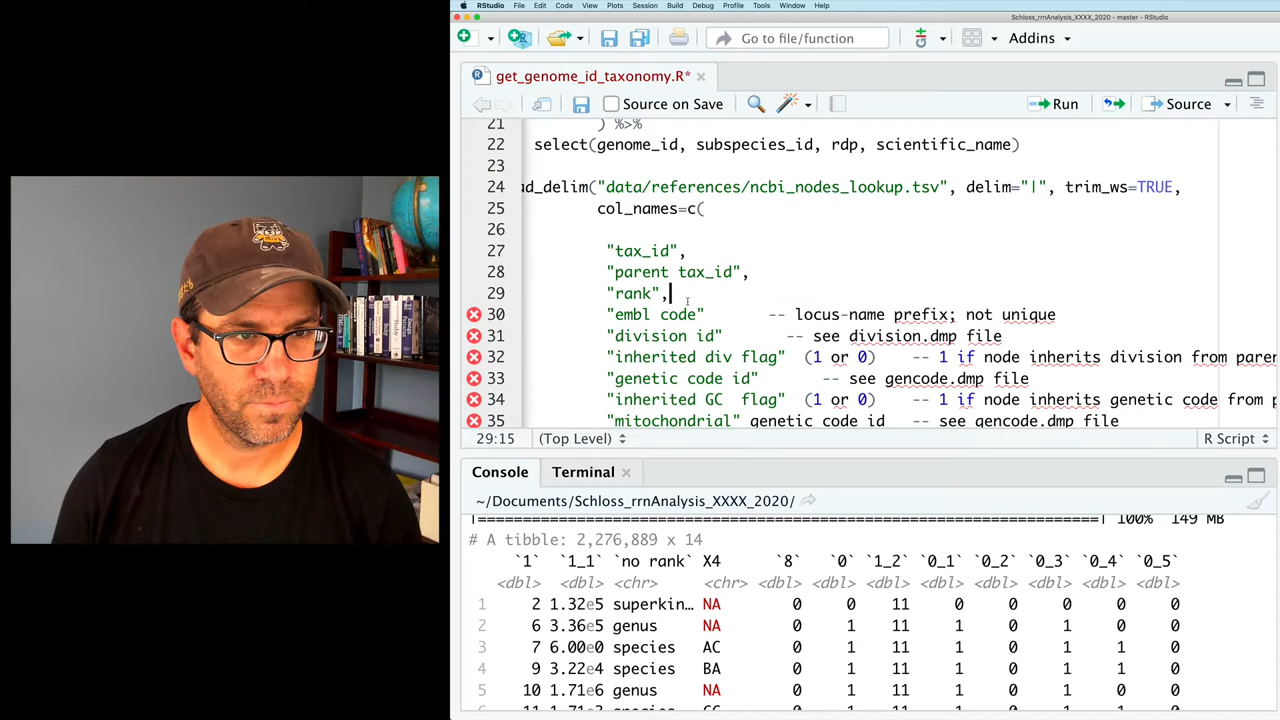 RStudio File Edit Code View Plots Session Build Debug Profile Tools Window Help
Schloss_rrnAnalysis_XXXX_2020 - master - RStudio
Go to file/function Addins
get_genome_id_taxonomy.R*
Source on Save Run Source
21 ) %>%
22 select(genome_id, subspecies_id, rdp, scientific_name)
23
24 ad_delim("data/references/ncbi_nodes_lookup.tsv", delim="|", trim_ws=TRUE,
25 col_names=c(
26
27 "tax_id",
28 "parent tax_id",
29 "rank",
30 "embl code" -- locus-name prefix; not unique
31 "division id" -- see division.dmp file
32 "inherited div flag" (1 or 0) -- 1 if node inherits division from pare
33 "genetic code id" -- see gencode.dmp file
34 "inherited GC flag" (1 or 0) -- 1 if node inherits genetic code from p
35 "mitochondrial" genetic code id -- see gencode.dmp file
29:15 (Top Level) R Script
Console Terminal
~/Documents/Schloss_rrnAnalysis_XXXX_2020/
|================================================================================| 100% 149 MB
# A tibble: 2,276,889 x 14
`1` `1_1` `no rank` X4 `8` `0` `1_2` `0_1` `0_2` `0_3` `0_4` `0_5`
<dbl> <dbl> <chr> <chr> <dbl> <dbl> <dbl> <dbl> <dbl> <dbl> <dbl> <dbl>
1 2 1.32e5 superkin… NA 0 0 11 0 0 0 0 0
2 6 3.36e5 genus NA 0 1 11 1 0 1 0 0
3 7 6.00e0 species AC 0 1 11 1 0 1 1 0
4 9 3.22e4 species BA 0 1 11 1 0 1 1 0
5 10 1.71e6 genus NA 0 1 11 1 0 1 0 0